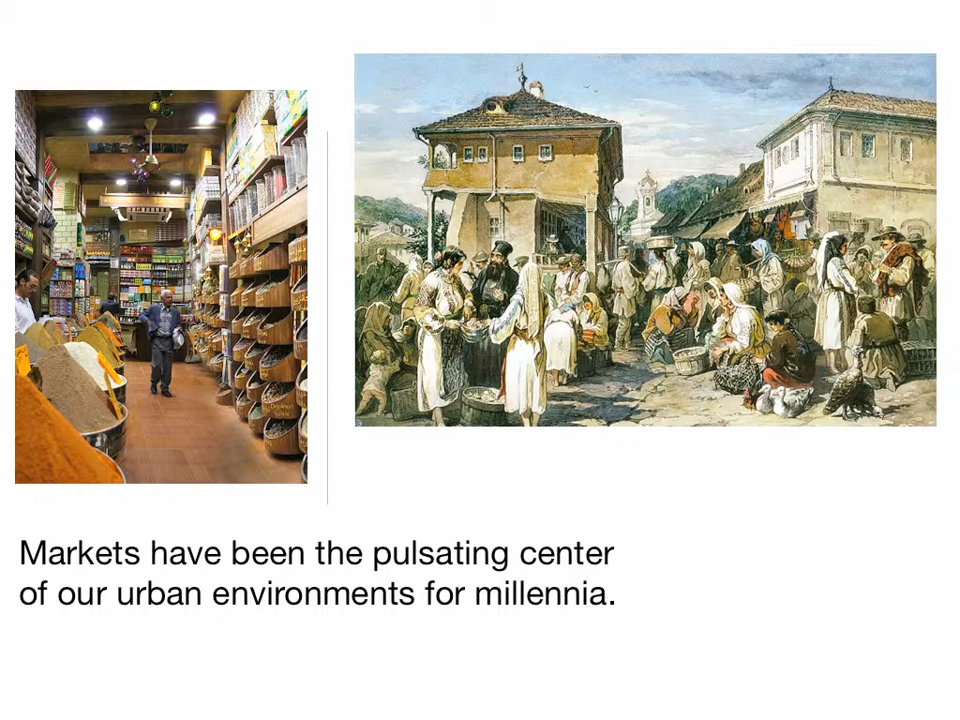 Markets have been the pulsating center
of our urban environments for millennia.